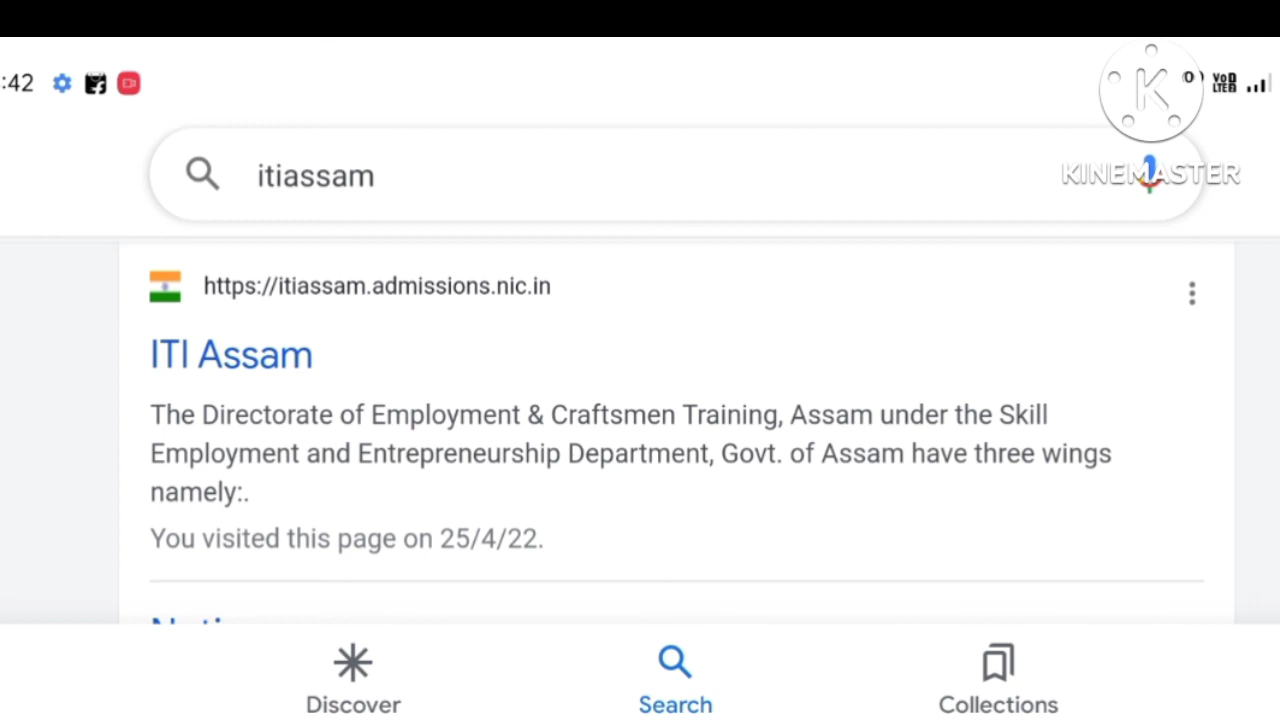 :42
VoD
LTE2
K
itiassam
KINEMASTER
https://itiassam.admissions.nic.in
ITI Assam
The Directorate of Employment & Craftsmen Training, Assam under the Skill
Employment and Entrepreneurship Department, Govt. of Assam have three wings
namely:.
You visited this page on 25/4/22.
Discover
Search
Collections